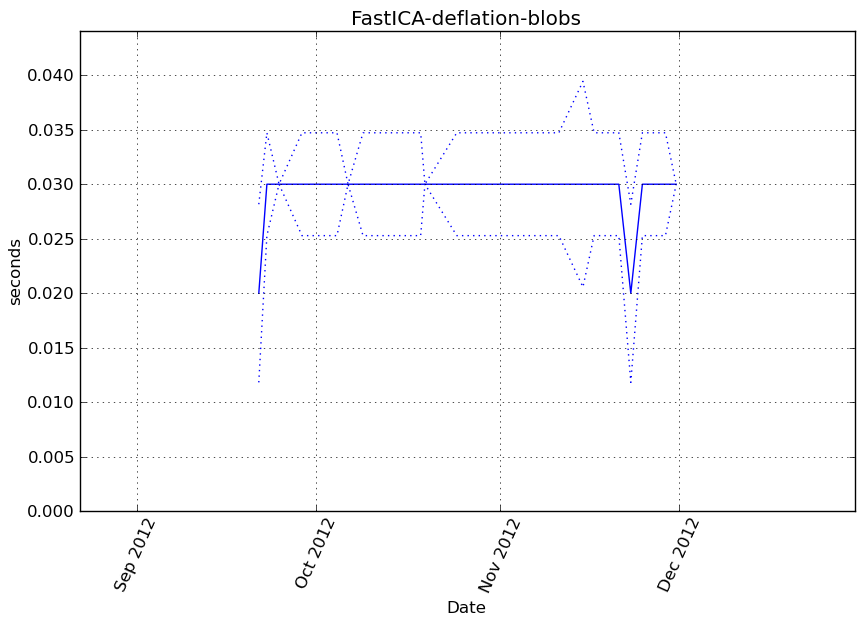 FastICA-deflation-blobs
0.040
0.035
0.030
0.025
0.020
0.015
0.010
0.005
0.000
seconds
Sep 2012
Oct 2012
Nov 2012
Dec 2012
Date